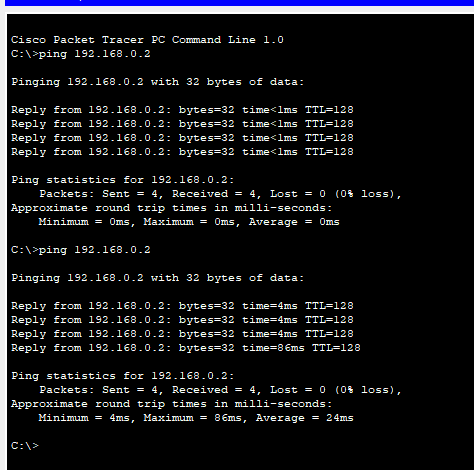 Cisco Packet Tracer PC Command Line 1.0
C:\>ping 192.168.0.2
Pinging 192.168.0.2 with 32 bytes of data:
Reply from 192.168.0.2: bytes=32 time<1ms TTL=128
Reply from 192.168.0.2: bytes=32 time<1ms TTL=128
Reply from 192.168.0.2: bytes=32 time<1ms TTL=128
Reply from 192.168.0.2: bytes=32 time<1ms TTL=128
Ping statistics for 192.168.0.2:
    Packets: Sent = 4, Received = 4, Lost = 0 (0% loss),
Approximate round trip times in milli-seconds:
    Minimum = 0ms, Maximum = 0ms, Average = 0ms
C:\>ping 192.168.0.2
Pinging 192.168.0.2 with 32 bytes of data:
Reply from 192.168.0.2: bytes=32 time=4ms TTL=128
Reply from 192.168.0.2: bytes=32 time=4ms TTL=128
Reply from 192.168.0.2: bytes=32 time=4ms TTL=128
Reply from 192.168.0.2: bytes=32 time=86ms TTL=128
Ping statistics for 192.168.0.2:
    Packets: Sent = 4, Received = 4, Lost = 0 (0% loss),
Approximate round trip times in milli-seconds:
    Minimum = 4ms, Maximum = 86ms, Average = 24ms
C:\>